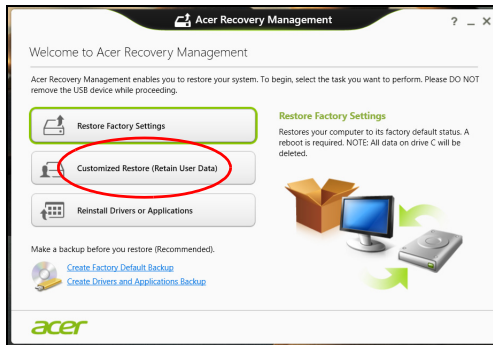 Acer Recovery Management
? _ ×
Welcome to Acer Recovery Management
Acer Recovery Management enables you to restore your system. To begin, select the task you want to perform. Please DO NOT
remove the USB device while proceeding.
Restore Factory Settings
Customized Restore (Retain User Data)
Reinstall Drivers or Applications
Restore Factory Settings
Restores your computer to its factory default status. A
reboot is required. NOTE: All data on drive C will be
deleted.
Make a backup before you restore (Recommended).
Create Factory Default Backup
Create Drivers and Applications Backup
acer